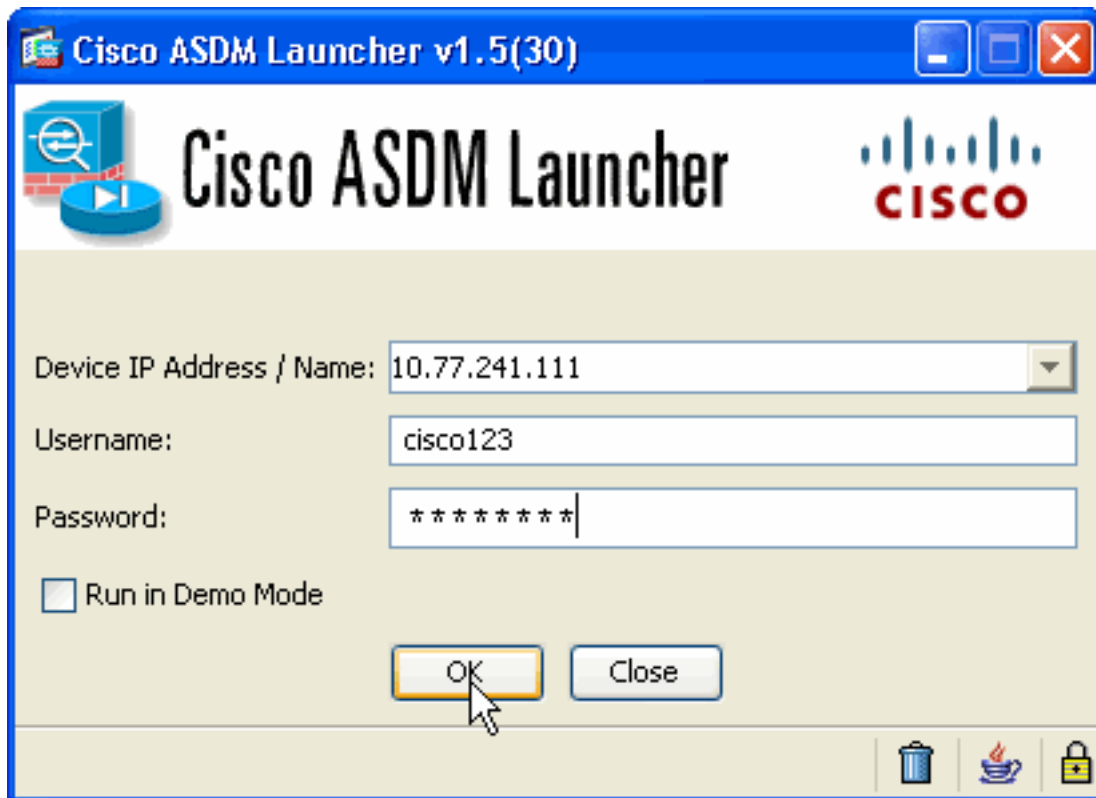 Cisco ASDM Launcher v1.5(30)
Cisco ASDM Launcher
CISCO
Device IP Address / Name: 10.77.241.111
Username: cisco123
Password: ********
Run in Demo Mode
OK Close